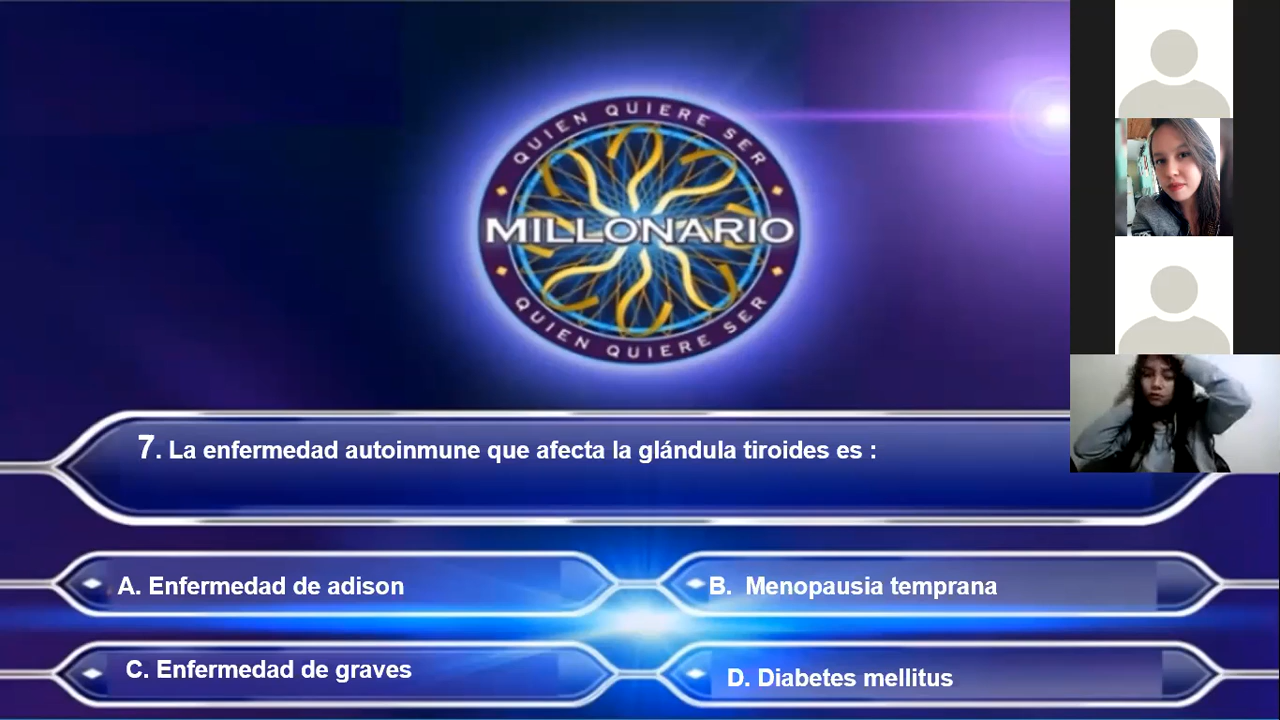 QUIEN QUIERE SER
MILLONARIO
QUIEN QUIERE SER
7. La enfermedad autoinmune que afecta la glándula tiroides es :
A. Enfermedad de adison
B. Menopausia temprana
C. Enfermedad de graves
D. Diabetes mellitus